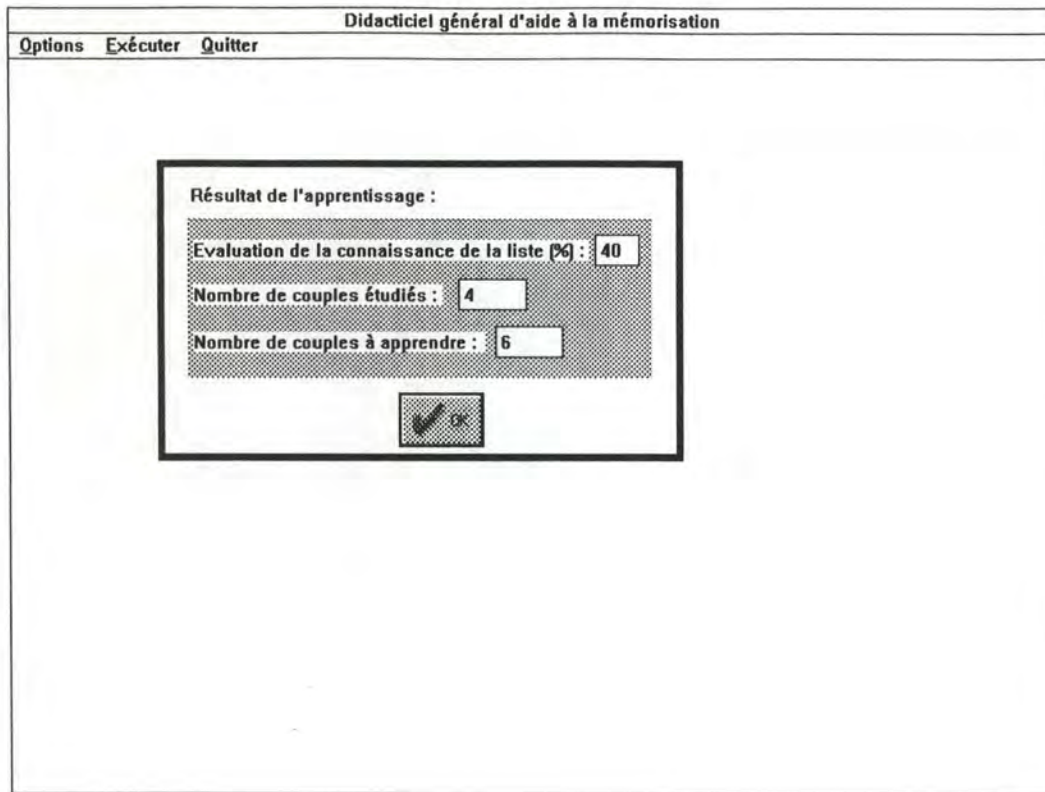 Didacticiel général d'aide à la mémorisation
Options Exécuter Quitter
Résultat de l'apprentissage :
Evaluation de la connaissance de la liste (%) : 40
Nombre de couples étudiés : 4
Nombre de couples à apprendre : 6
OK